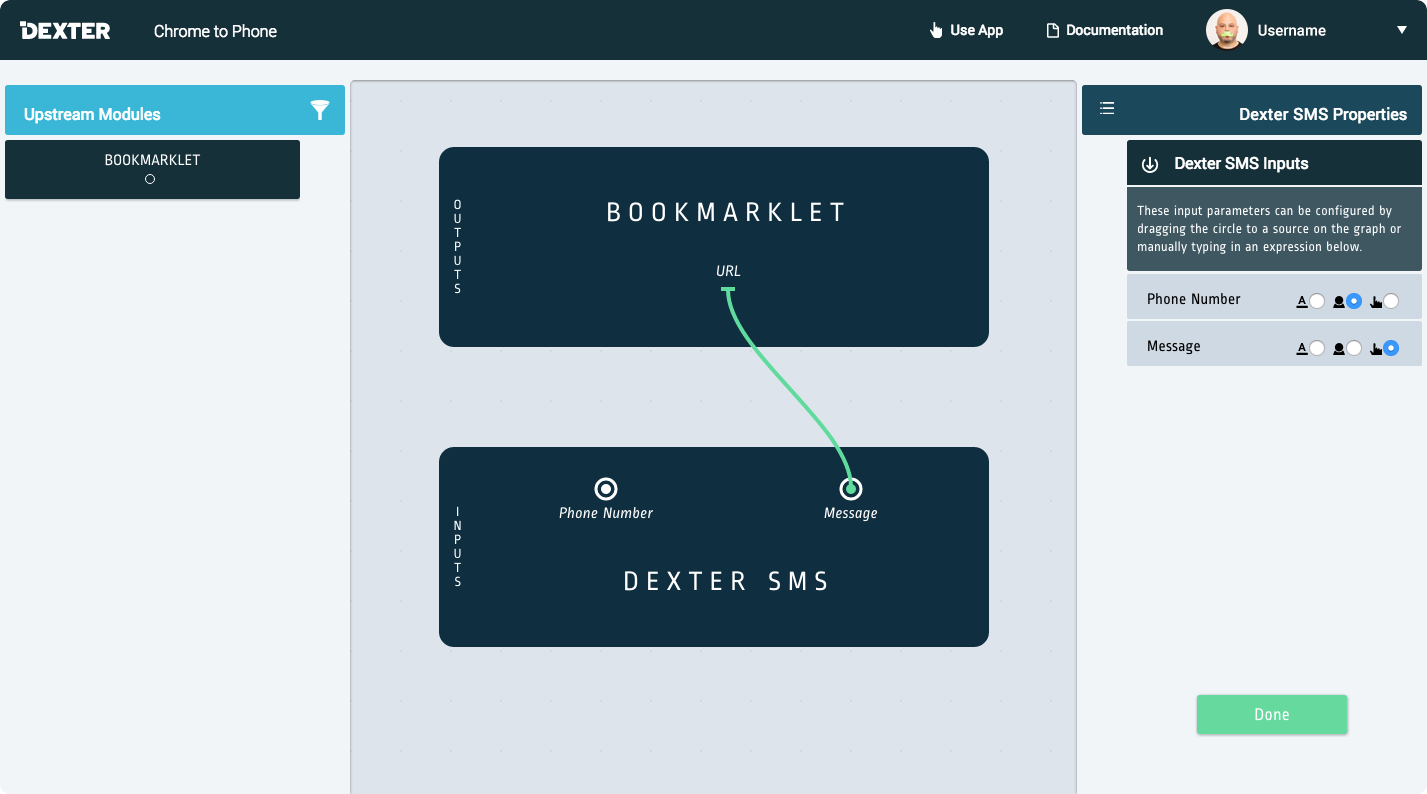 DEXTER
Chrome to Phone
Use App
Documentation
Username
Upstream Modules
BOOKMARKLET
OUTPUTS
BOOKMARKLET
URL
INPUTS
Phone Number
Message
DEXTER SMS
Dexter SMS Properties
Dexter SMS Inputs
These input parameters can be configured by
dragging the circle to a source on the graph or
manually typing in an expression below.
Phone Number
A
Message
A
Done